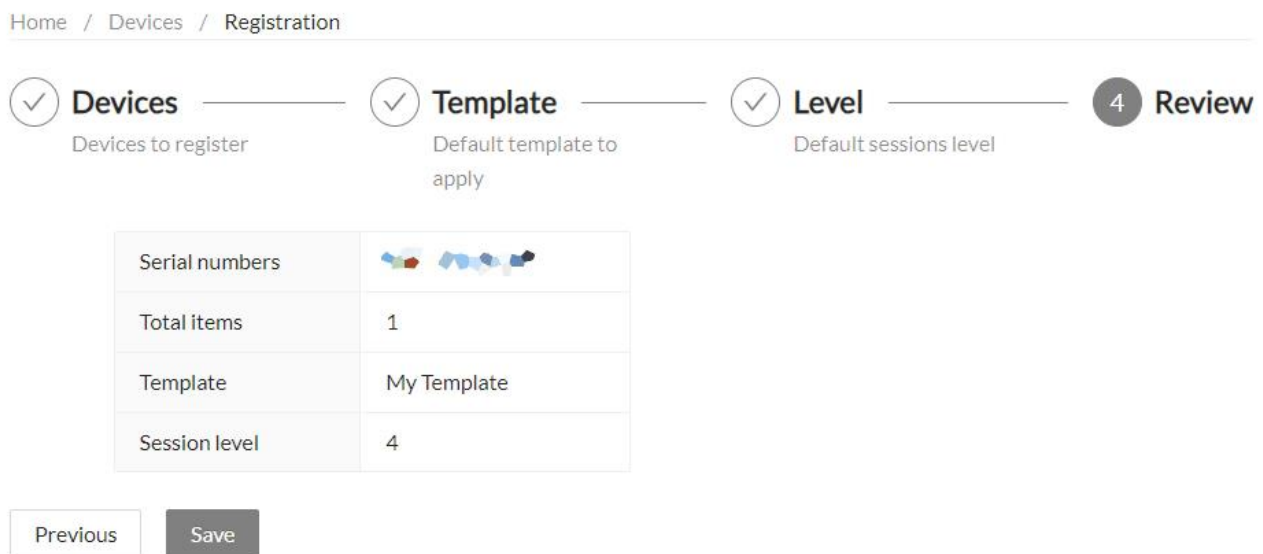 Home / Devices / Registration
Devices Template Level 4 Review
Devices to register Default template to apply Default sessions level
Serial numbers
Total items 1
Template My Template
Session level 4
Previous Save